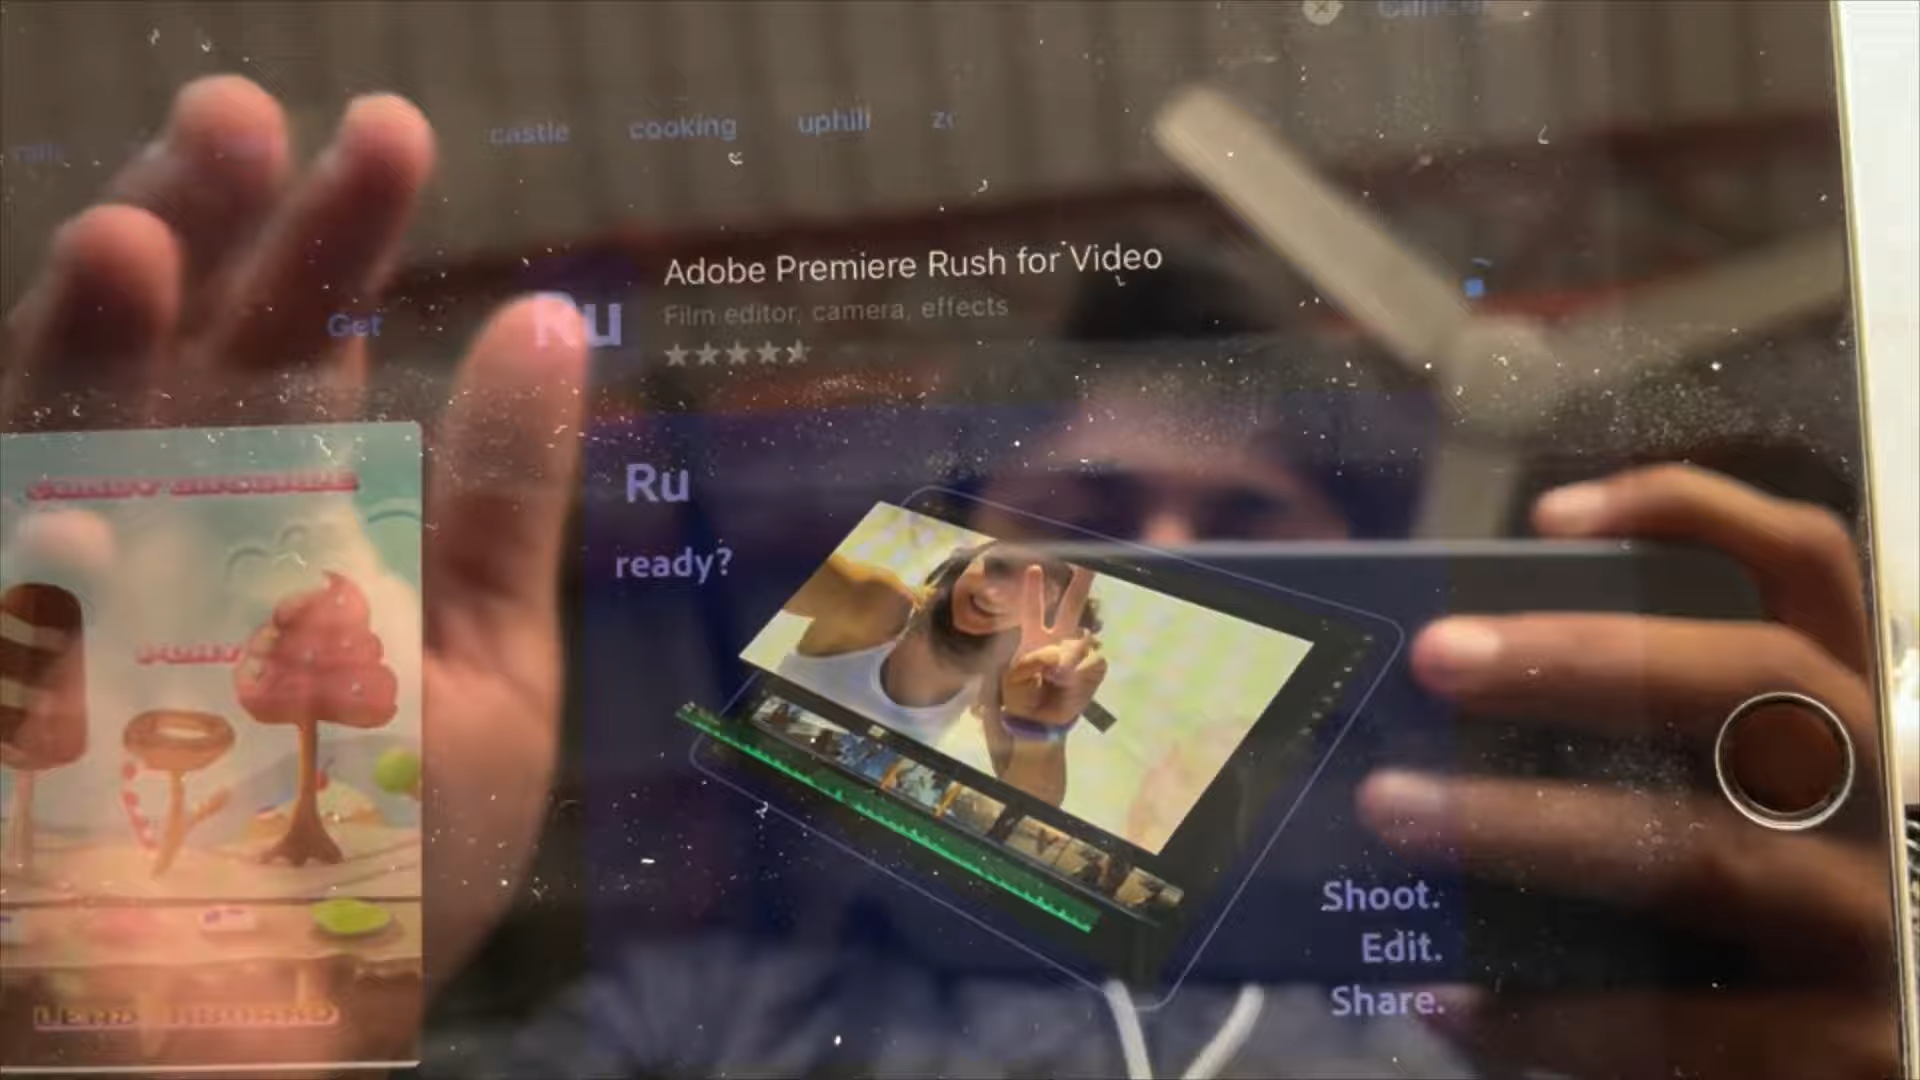 Cancel
castle cooking uphill
Adobe Premiere Rush for Video
Get
Ru
Film editor, camera, effects
Ru
ready?
Shoot.
Edit.
Share.